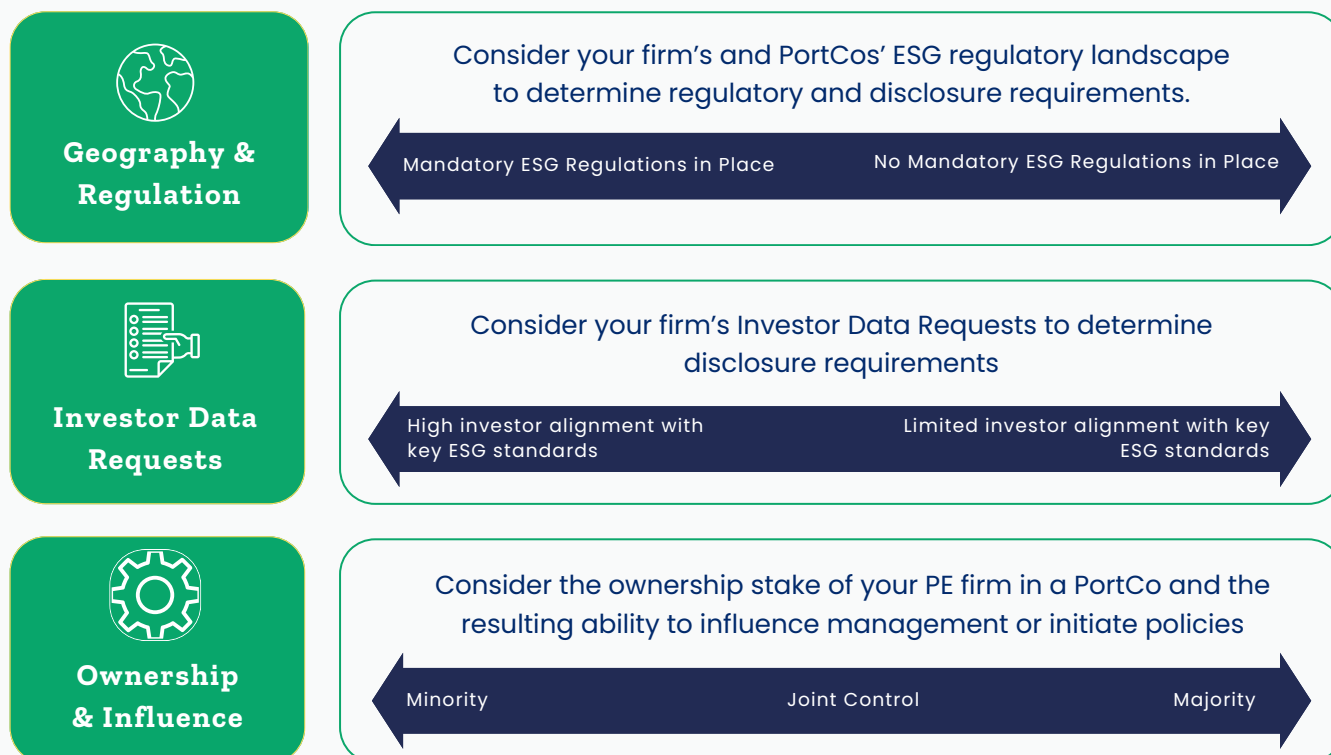 Geography &
Regulation
Consider your firm's and PortCos' ESG regulatory landscape
to determine regulatory and disclosure requirements.
Mandatory ESG Regulations in Place
No Mandatory ESG Regulations in Place
Investor Data
Requests
Consider your firm's Investor Data Requests to determine
disclosure requirements
High investor alignment with
key ESG standards
Limited investor alignment with key
ESG standards
Ownership
& Influence
Consider the ownership stake of your PE firm in a PortCo and the
resulting ability to influence management or initiate policies
Minority
Joint Control
Majority